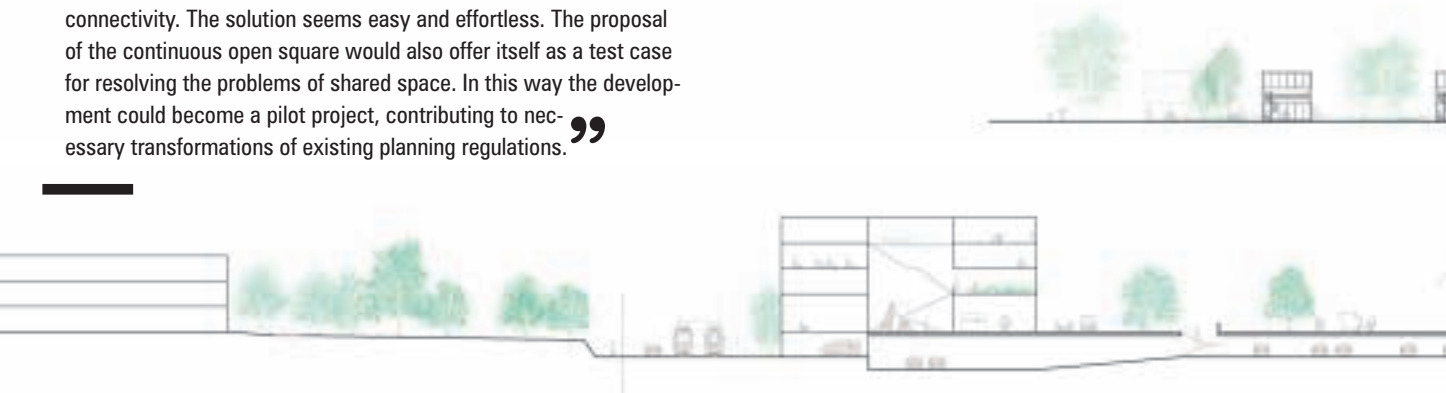 connectivity. The solution seems easy and effortless. The proposal
of the continuous open square would also offer itself as a test case
for resolving the problems of shared space. In this way the develop-
ment could become a pilot project, contributing to nec-
essary transformations of existing planning regulations.”